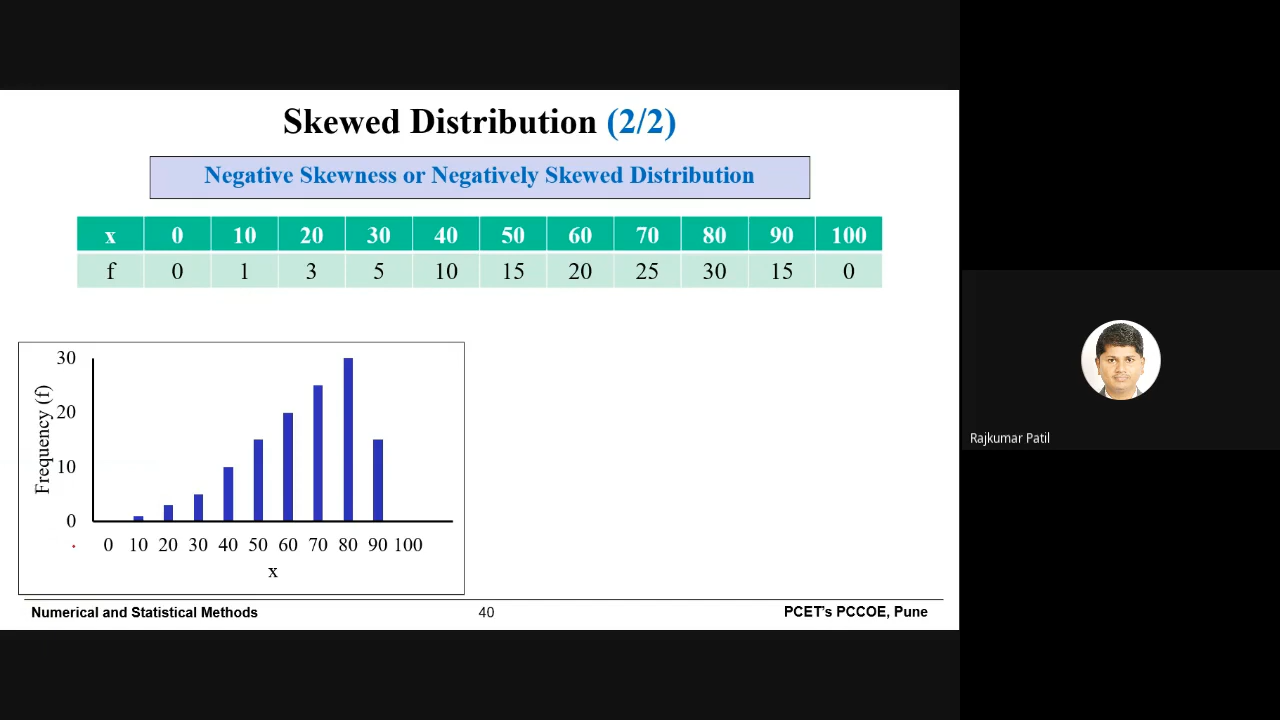 Skewed Distribution (2/2)
Negative Skewness or Negatively Skewed Distribution
x 0 10 20 30 40 50 60 70 80 90 100
f 0 1 3 5 10 15 20 25 30 15 0
30
20
10
0
Frequency (f)
0 10 20 30 40 50 60 70 80 90 100
x
Rajkumar Patil
Numerical and Statistical Methods 40 PCET's PCCOE, Pune